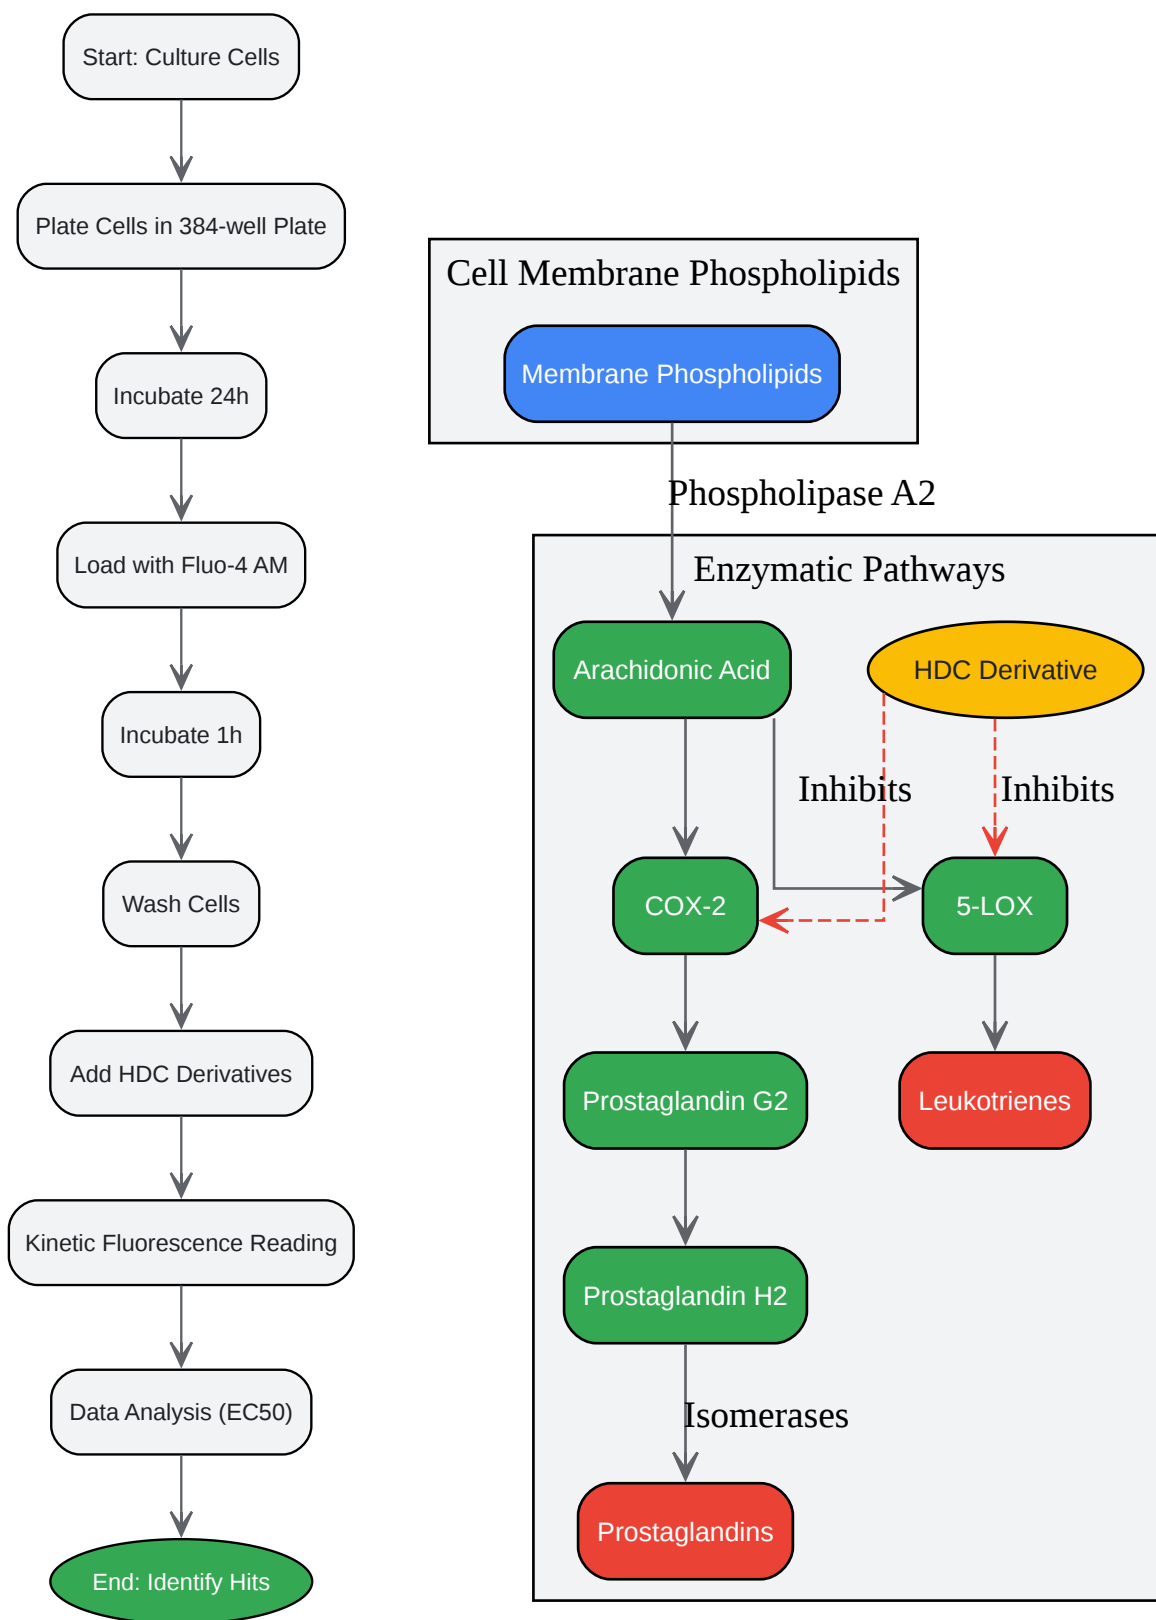 Start: Culture Cells
Plate Cells in 384-well Plate
Incubate 24h
Load with Fluo-4 AM
Incubate 1h
Wash Cells
Add HDC Derivatives
Kinetic Fluorescence Reading
Data Analysis (EC50)
End: Identify Hits
Cell Membrane Phospholipids
Membrane Phospholipids
Phospholipase A2
Enzymatic Pathways
Arachidonic Acid
HDC Derivative
Inhibits
Inhibits
COX-2
5-LOX
Prostaglandin G2
Leukotrienes
Prostaglandin H2
Isomerases
Prostaglandins